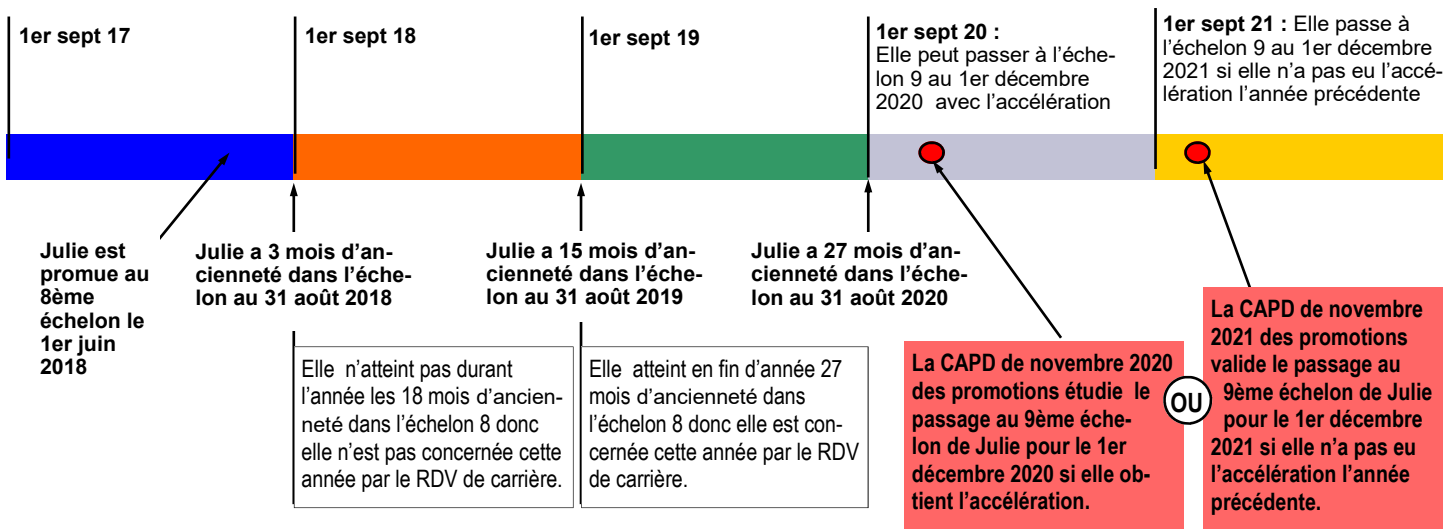 1er sept 17
1er sept 18
1er sept 19
1er sept 20 :
Elle peut passer à l’éche-
lon 9 au 1er décembre
2020 avec l’accélération
1er sept 21 : Elle passe à
l’échelon 9 au 1er décembre
2021 si elle n'a pas eu l’accé-
lération l’année précédente
Julie est
promue au
8ème
échelon le
1er juin
2018
Julie a 3 mois d’an-
cienneté dans l’éche-
lon au 31 août 2018
Julie a 15 mois d’an-
cienneté dans l’éche-
lon au 31 août 2019
Julie a 27 mois d’an-
cienneté dans l’éche-
lon au 31 août 2020
Elle n’atteint pas durant
l’année les 18 mois d’ancien-
neté dans l’échelon 8 donc
elle n’est pas concernée cette
année par le RDV de carrière.
Elle atteint en fin d’année 27
mois d’ancienneté dans
l’échelon 8 donc elle est con-
cernée cette année par le RDV
de carrière.
La CAPD de novembre 2020
des promotions étudie le
passage au 9ème éche-
lon de Julie pour le 1er
décembre 2020 si elle ob-
tient l’accélération.
OU
La CAPD de novembre
2021 des promotions
valide le passage au
9ème échelon de Julie
pour le 1er décembre
2021 si elle n’a pas eu
l’accélération l’année
précédente.